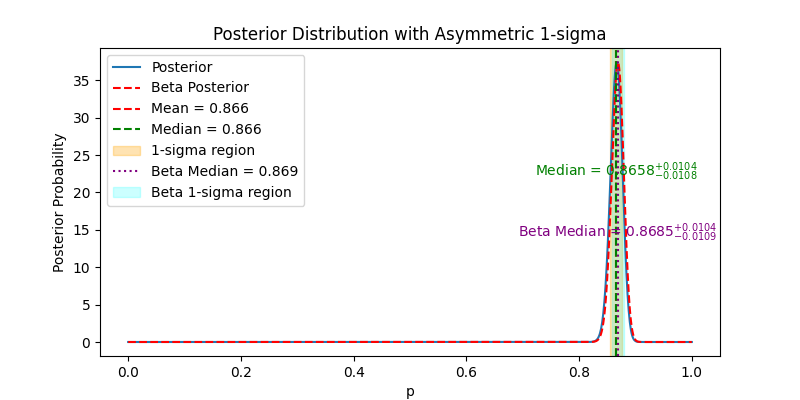 Posterior Distribution with Asymmetric 1-sigma
Posterior Probability
35
30
25
20
15
10
5
0
Posterior
Beta Posterior
Mean = 0.866
Median = 0.866
1-sigma region
Beta Median = 0.869
Beta 1-sigma region
Median = 0.8658+0.0104−0.0108
Beta Median = 0.8685+0.0104−0.0109
0.0 0.2 0.4 0.6 0.8 1.0
p